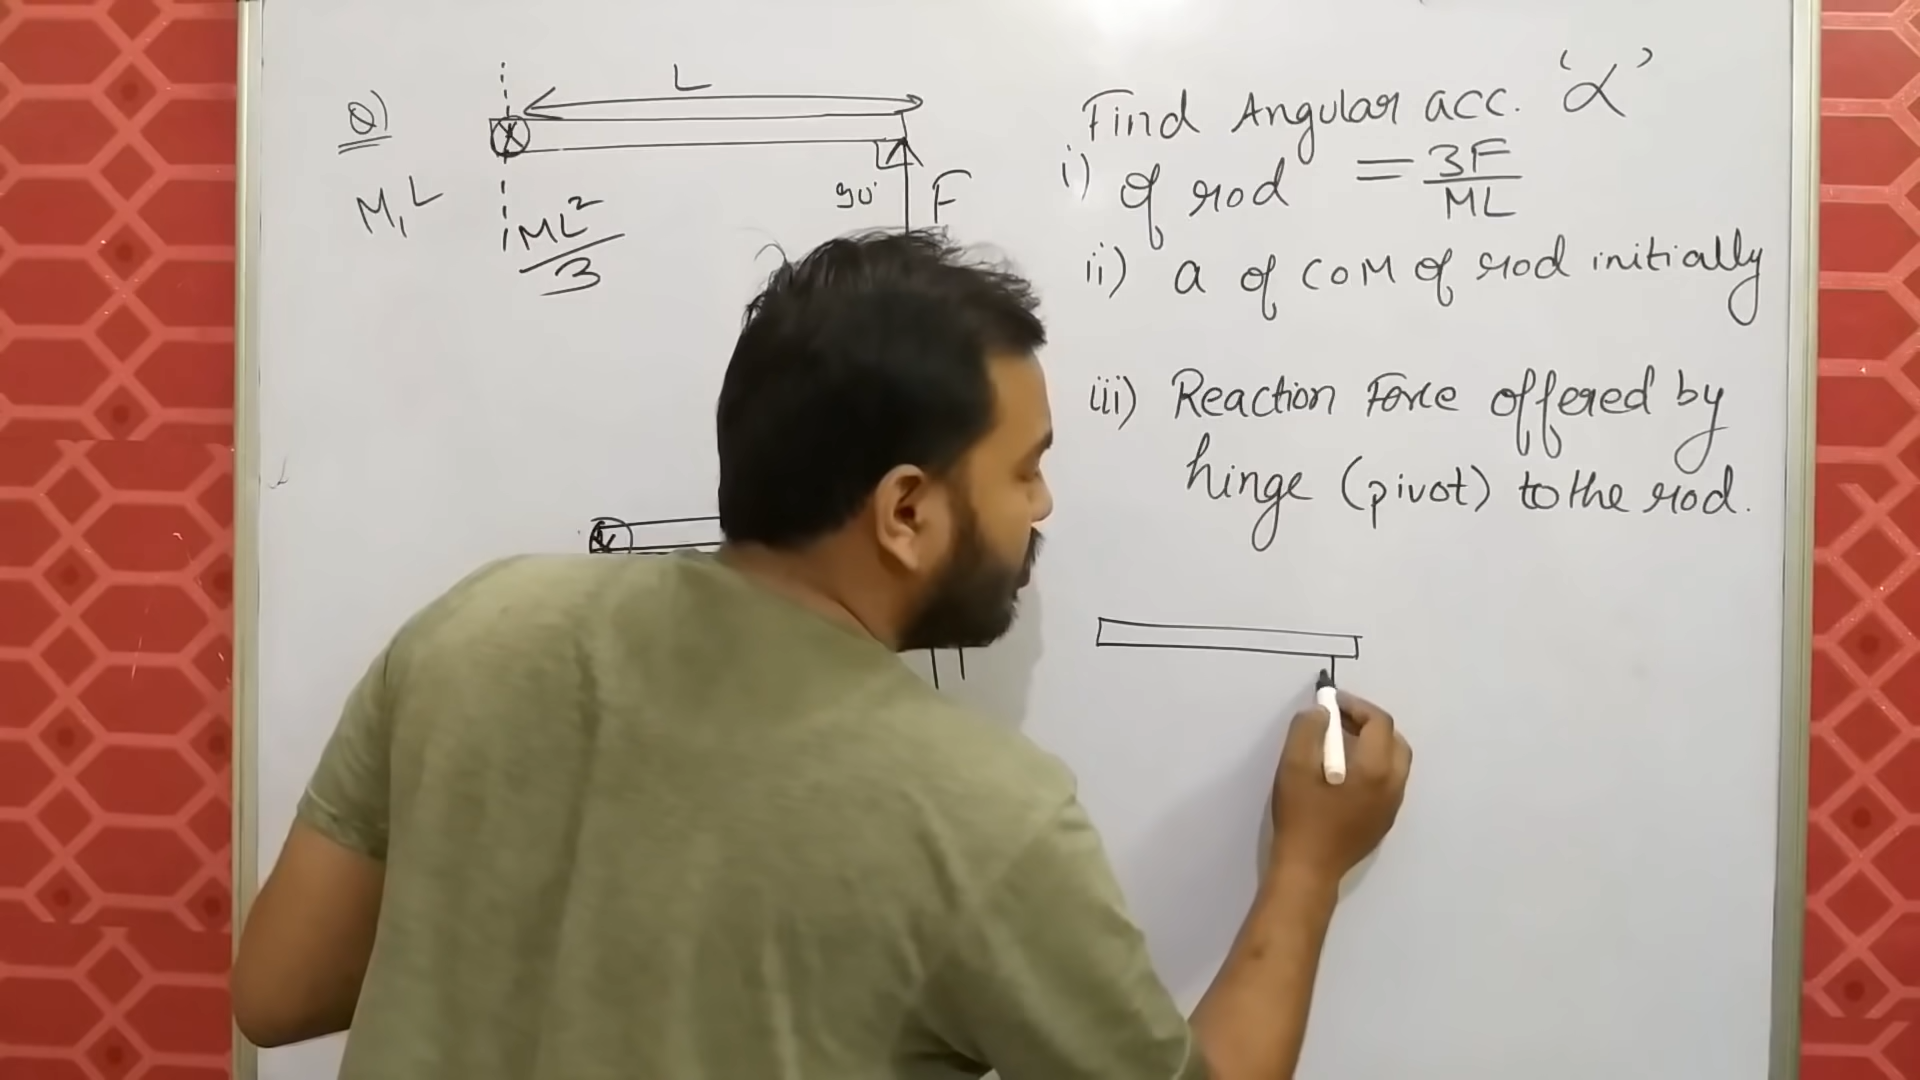 Q)
M, L
L
90°
F
ML²/3
Find Angular acc. 'α'
i) of rod = 3F/ML
ii) a of COM of rod initially
iii) Reaction Force offered by
hinge (pivot) to the rod.